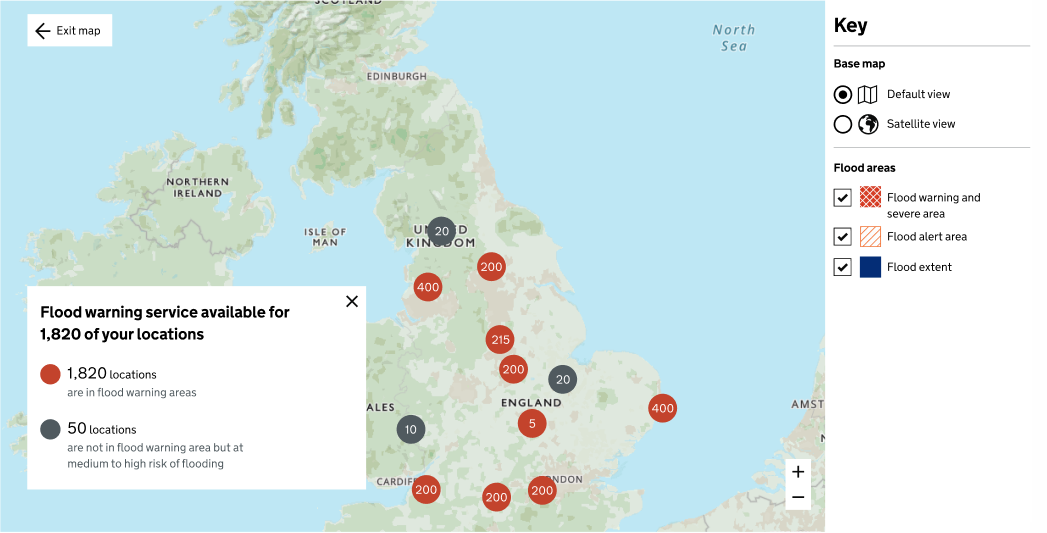 SCOTLAND
Exit map
North
Sea
EDINBURGH
NORTHERN
IRELAND
ISLE OF
MAN
UNITED
KINGDOM
20
200
400
215
200
20
ENGLAND
400
5
ALES
10
CARDIFF
200
200
200
NDON
AMST
N
+
−
Flood warning service available for
1,820 of your locations
1,820 locations
are in flood warning areas
50 locations
are not in flood warning area but at
medium to high risk of flooding
Key
Base map
Default view
Satellite view
Flood areas
Flood warning and
severe area
Flood alert area
Flood extent